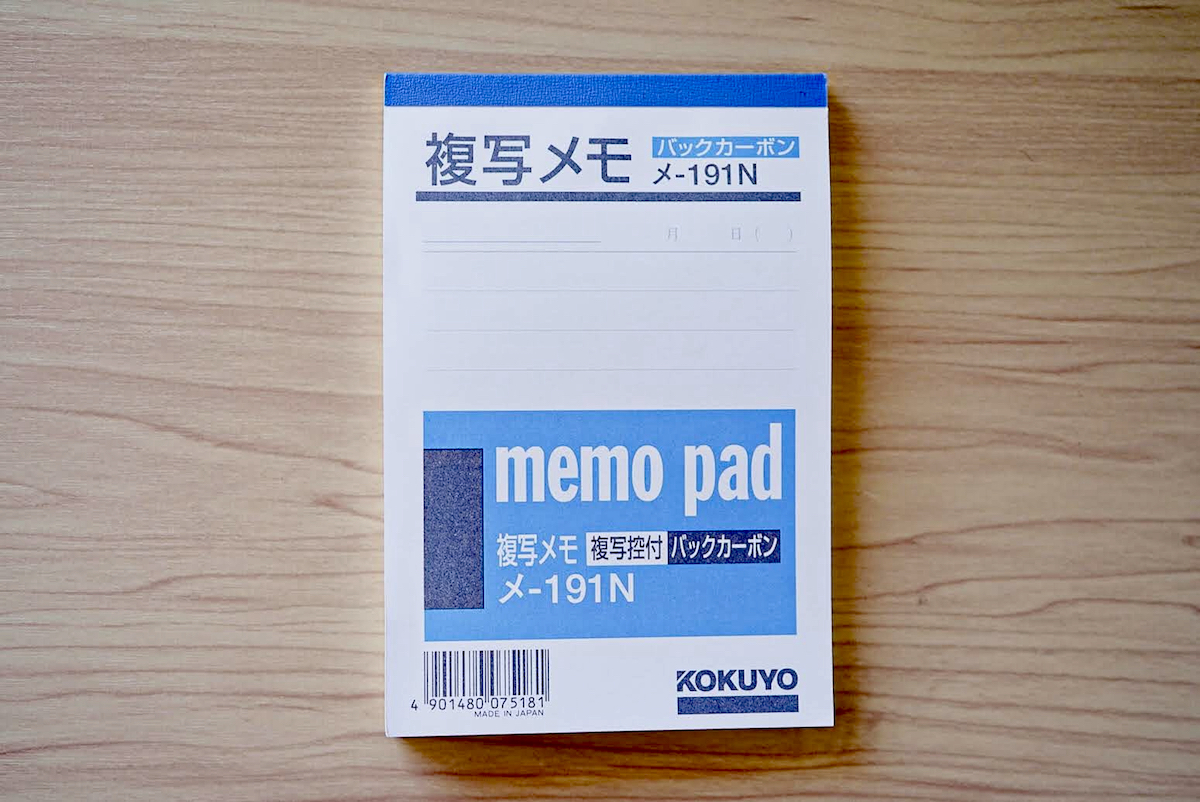 複写メモ バックカーボン
メ-191N
月 日( )
memo pad
複写メモ 複写控付 バックカーボン
メ-191N
4 901480 075181
MADE IN JAPAN
KOKUYO